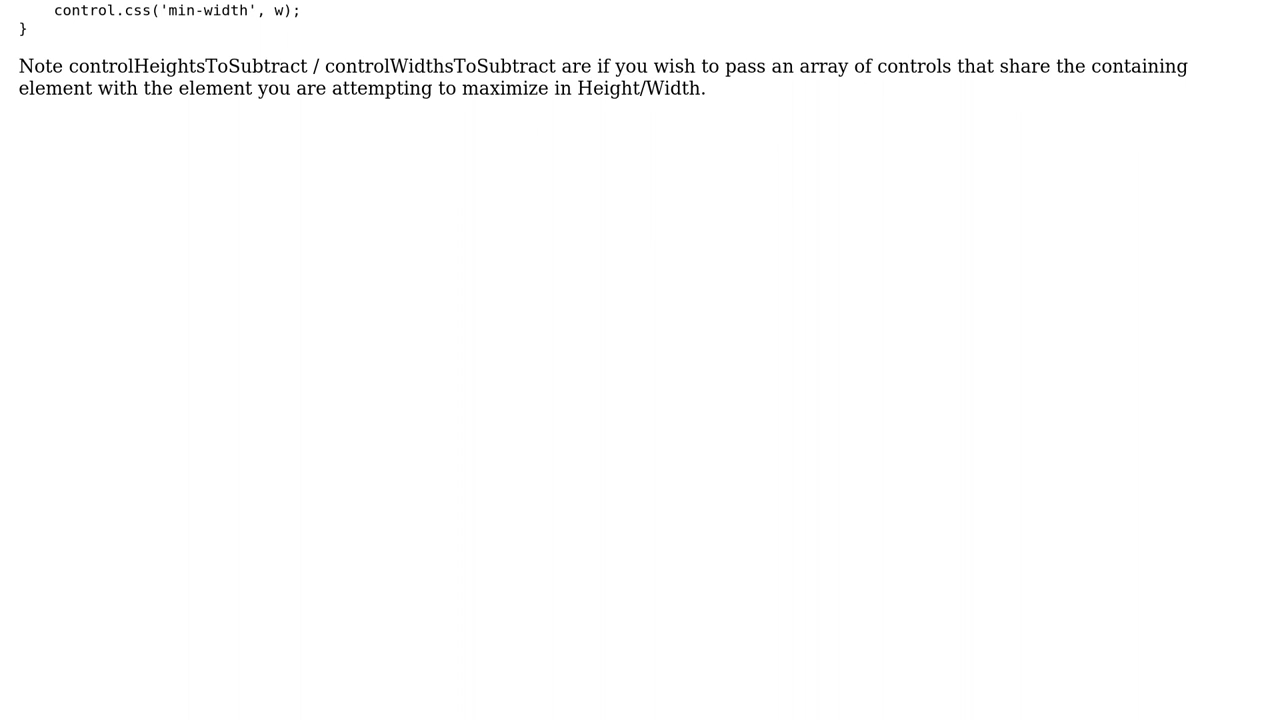 control.css('min-width', w);
}
Note controlHeightsToSubtract / controlWidthsToSubtract are if you wish to pass an array of controls that share the containing
element with the element you are attempting to maximize in Height/Width.